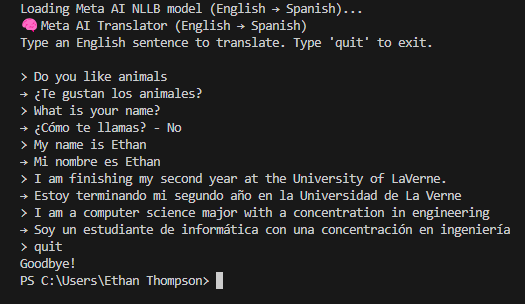 Loading Meta AI NLLB model (English → Spanish)...
🧠Meta AI Translator (English → Spanish)
Type an English sentence to translate. Type 'quit' to exit.
> Do you like animals
→ ¿Te gustan los animales?
> What is your name?
→ ¿Cómo te llamas? - No
> My name is Ethan
→ Mi nombre es Ethan
> I am finishing my second year at the University of LaVerne.
→ Estoy terminando mi segundo año en la Universidad de La Verne
> I am a computer science major with a concentration in engineering
→ Soy un estudiante de informática con una concentración en ingeniería
> quit
Goodbye!
PS C:\Users\Ethan Thompson>